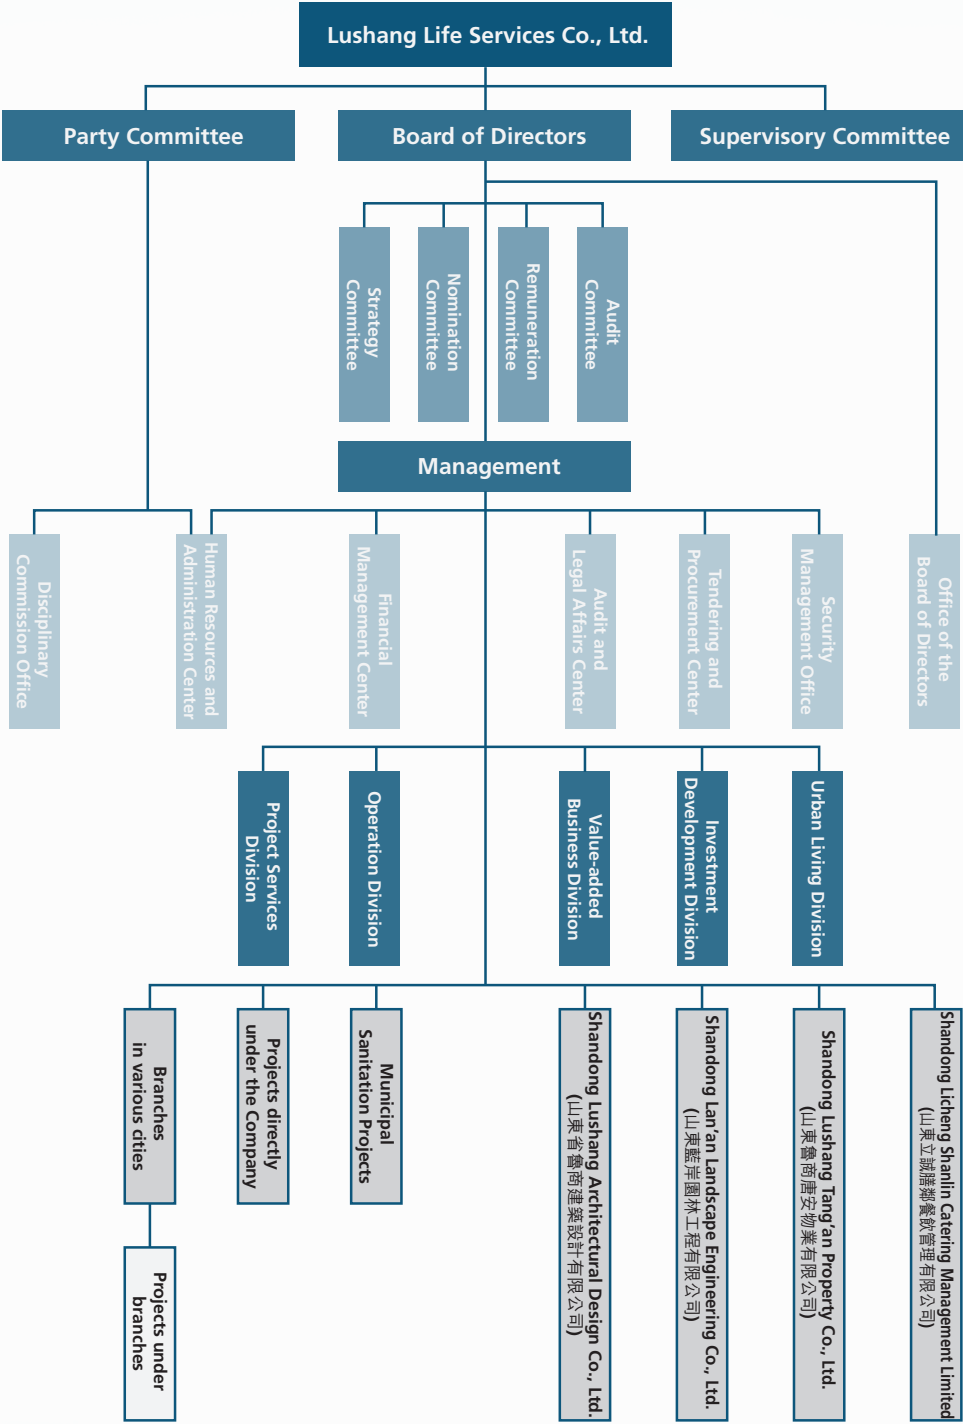 Lushang Life Services Co., Ltd.
Party Committee
Board of Directors
Supervisory Committee
Strategy
Committee
Nomination
Committee
Remuneration
Committee
Audit
Committee
Management
Disciplinary
Commission Office
Human Resources and
Administration Center
Financial
Management Center
Audit and
Legal Affairs Center
Tendering and
Procurement Center
Security
Management Office
Office of the
Board of Directors
Project Services
Division
Operation Division
Value-added
Business Division
Investment
Development Division
Urban Living Division
Branches
in various cities
Projects directly
under the Company
Municipal
Sanitation Projects
Shandong Lushang Architectural Design Co., Ltd.
(山東省魯商建築設計有限公司)
Shandong Lan’an Landscape Engineering Co., Ltd.
(山東藍岸園林工程有限公司)
Shandong Lushang Tang’an Property Co., Ltd.
(山東魯商唐安物業有限公司)
Shandong Licheng Shanlin Catering Management Limited
(山東立誠膳鄰餐飲管理有限公司)
Projects under
branches